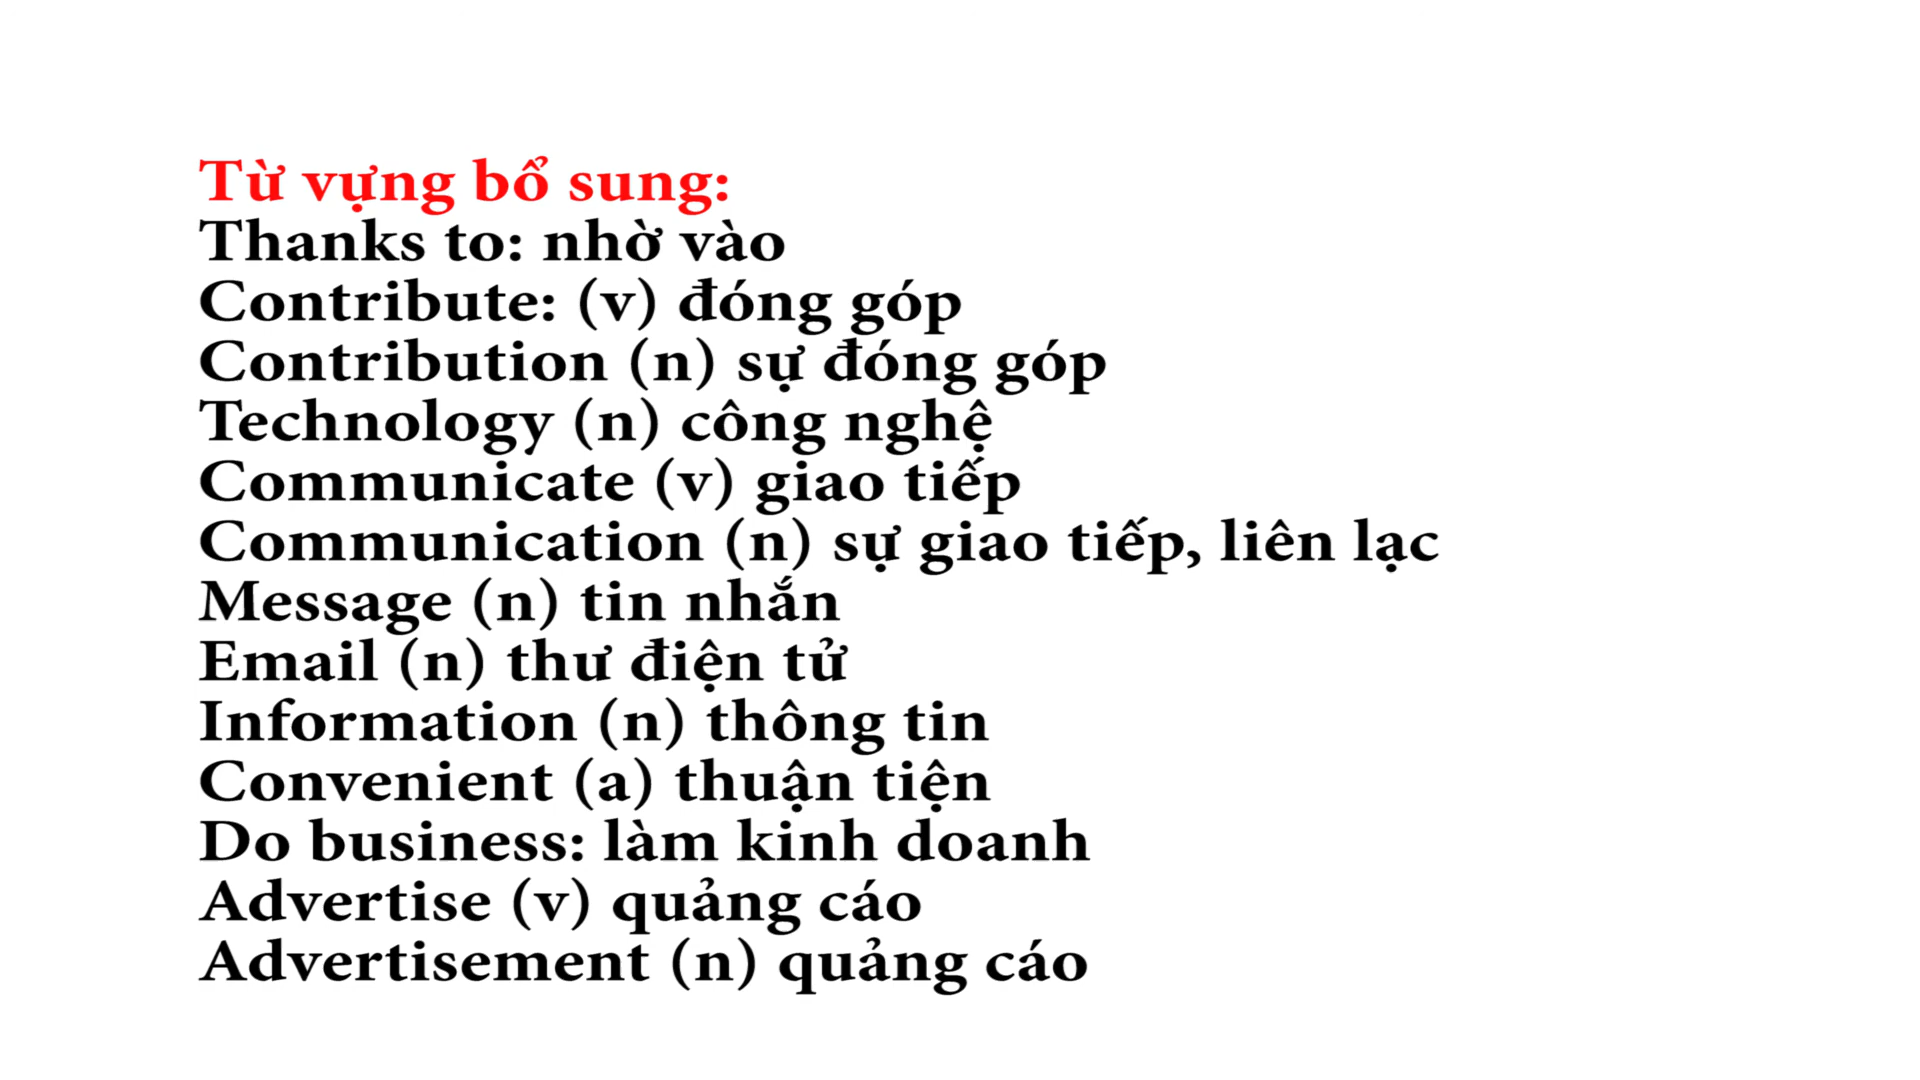 Từ vựng bổ sung:
Thanks to: nhờ vào
Contribute: (v) đóng góp
Contribution (n) sự đóng góp
Technology (n) công nghệ
Communicate (v) giao tiếp
Communication (n) sự giao tiếp, liên lạc
Message (n) tin nhắn
Email (n) thư điện tử
Information (n) thông tin
Convenient (a) thuận tiện
Do business: làm kinh doanh
Advertise (v) quảng cáo
Advertisement (n) quảng cáo